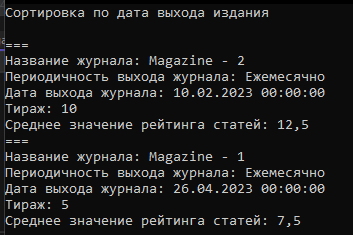 Сортировка по дата выхода издания
===
Название журнала: Magazine - 2
Периодичность выхода журнала: Ежемесячно
Дата выхода журнала: 10.02.2023 00:00:00
Тираж: 10
Среднее значение рейтинга статей: 12,5
===
Название журнала: Magazine - 1
Периодичность выхода журнала: Ежемесячно
Дата выхода журнала: 26.04.2023 00:00:00
Тираж: 5
Среднее значение рейтинга статей: 7,5